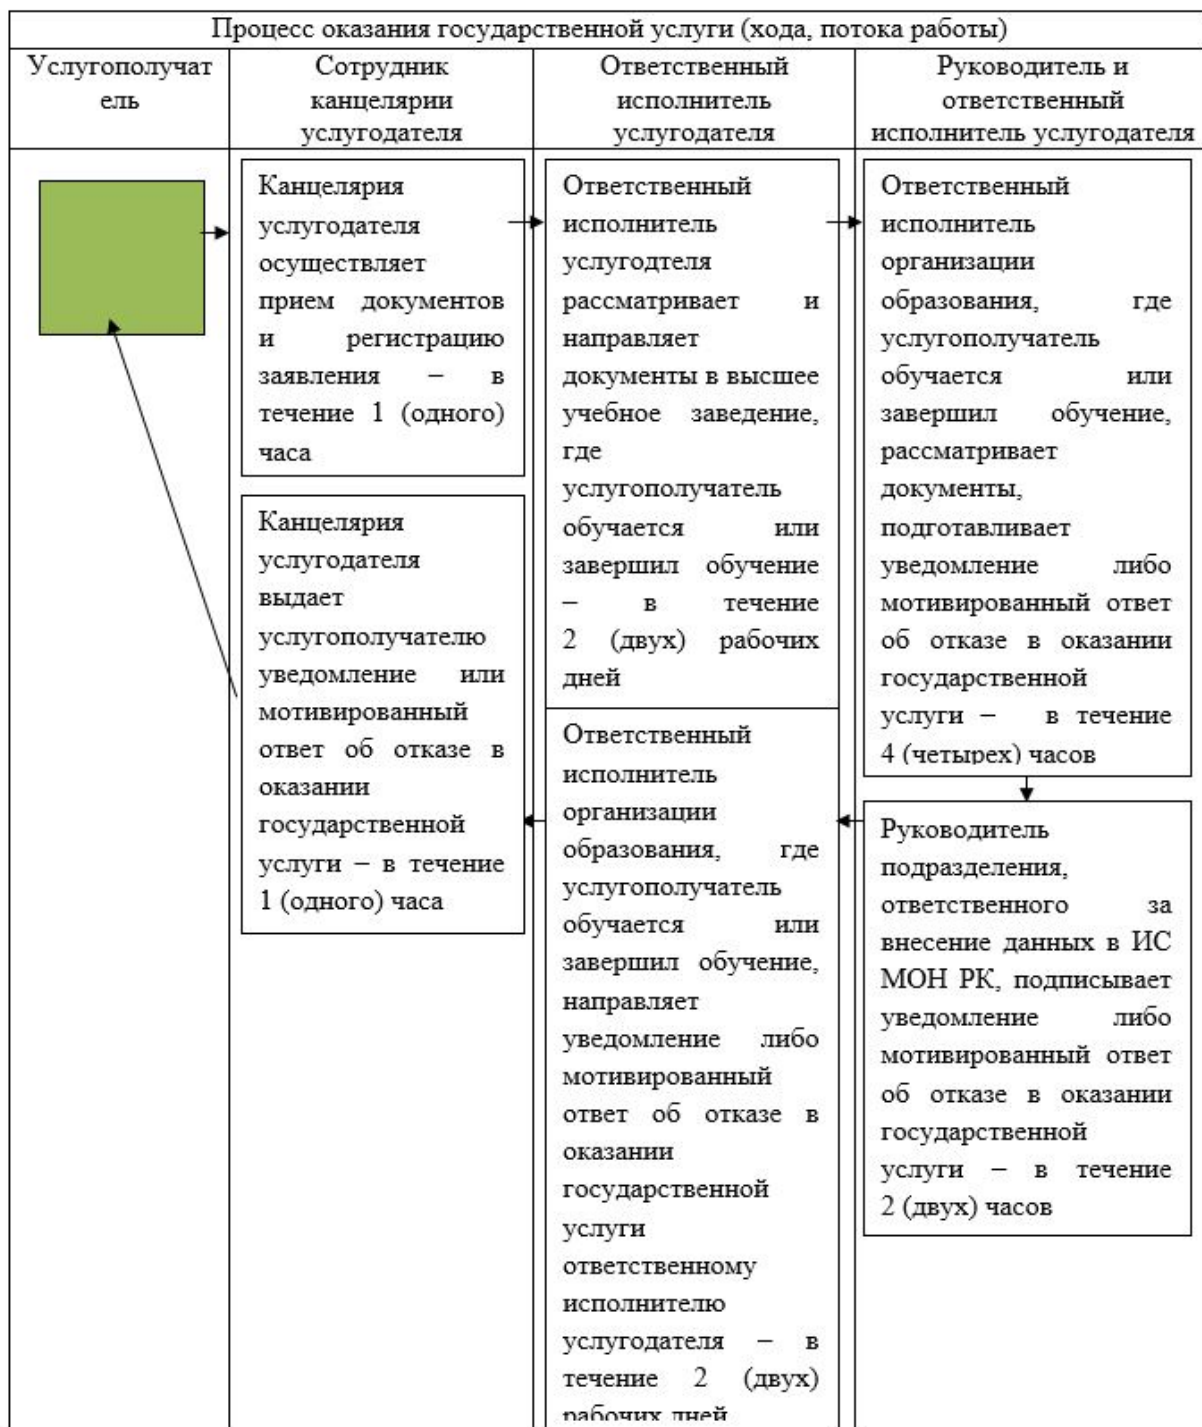 Процесс оказания государственной услуги (хода, потока работы)
Услугополучат
ель
Сотрудник
канцелярии
услугодателя
Ответственный
исполнитель
услугодателя
Руководитель и
ответственный
исполнитель услугодателя
Канцелярия
услугодателя
осуществляет
прием документов
и регистрацию
заявления – в
течение 1 (одного)
часа
Канцелярия
услугодателя
выдает
услугополучателю
уведомление или
мотивированный
ответ об отказе в
оказании
государственной
услуги – в течение
1 (одного) часа
Ответственный
исполнитель
услугодтеля
рассматривает и
направляет
документы в высшее
учебное заведение,
где
услугополучатель
обучается или
завершил обучение
– в течение
2 (двух) рабочих
дней
Ответственный
исполнитель
организации
образования, где
услугополучатель
обучается или
завершил обучение,
направляет
уведомление либо
мотивированный
ответ об отказе в
оказании
государственной
услуги
ответственному
исполнителю
услугодателя – в
течение 2 (двух)
рабочих дней
Ответственный
исполнитель
организации
образования, где
услугополучатель
обучается или
завершил обучение,
рассматривает
документы,
подготавливает
уведомление либо
мотивированный ответ
об отказе в оказании
государственной
услуги – в течение
4 (четырех) часов
Руководитель
подразделения,
ответственного за
внесение данных в ИС
МОН РК, подписывает
уведомление либо
мотивированный ответ
об отказе в оказании
государственной
услуги – в течение
2 (двух) часов